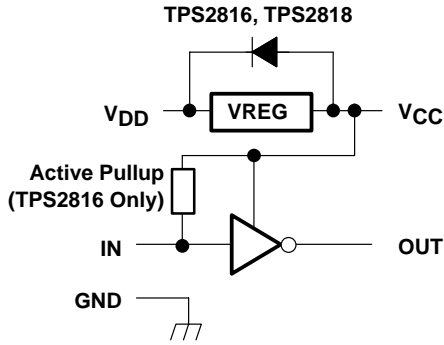 TPS2816, TPS2818
VDD
VREG
VCC
Active Pullup
(TPS2816 Only)
IN
OUT
GND